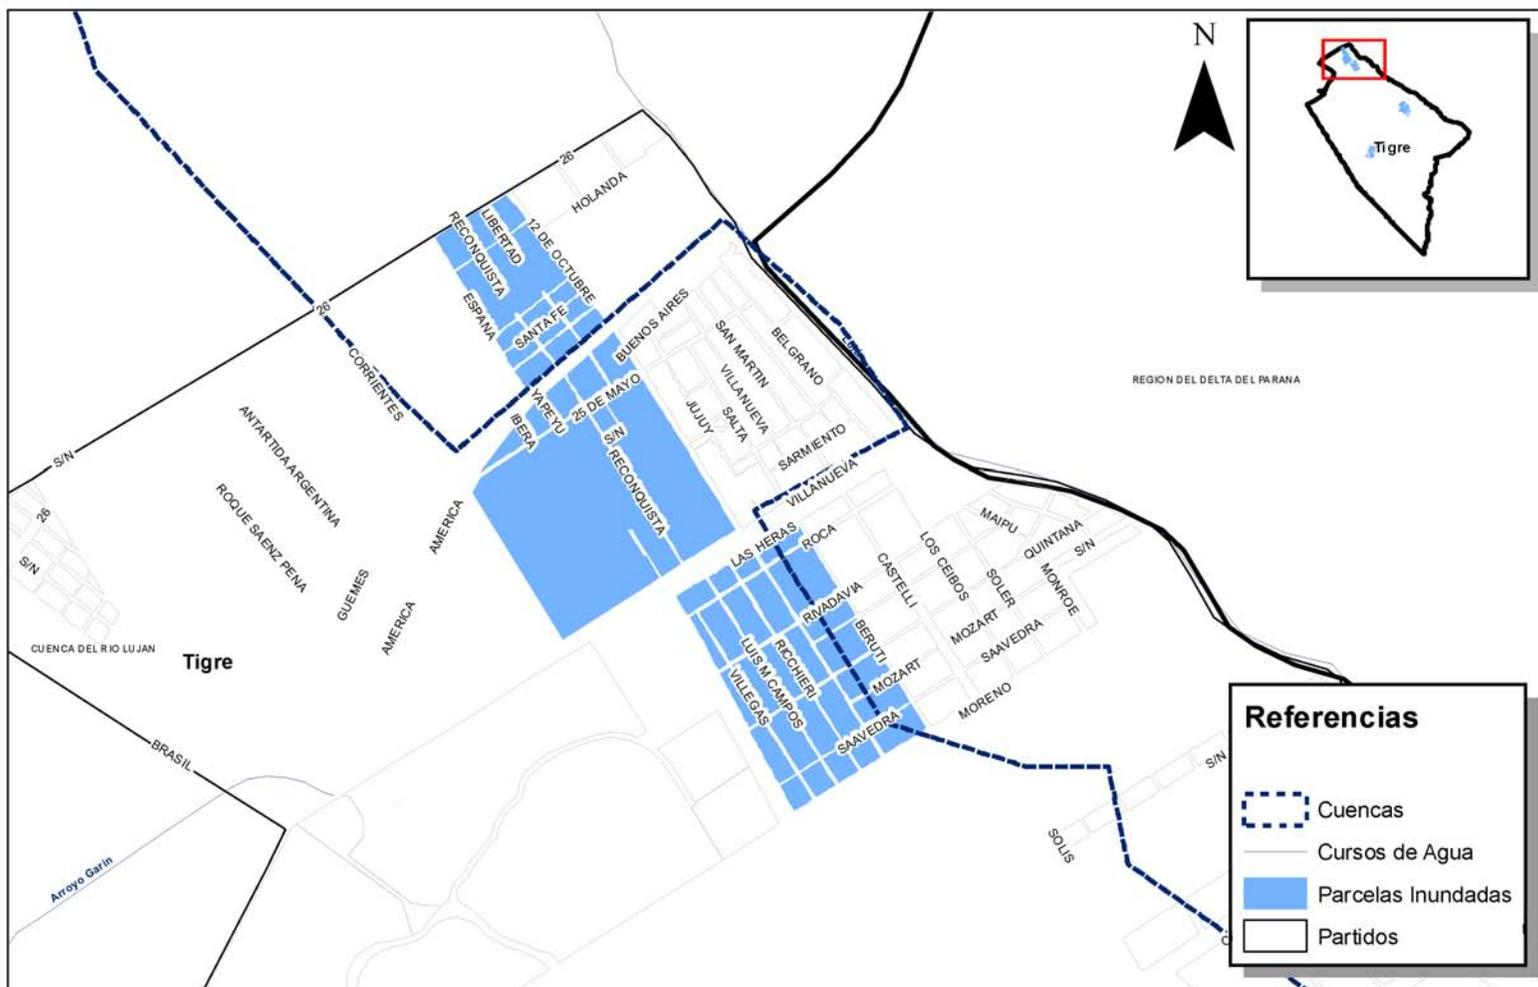 N
Tigre
26
HOLANDA
RECONQUISTA
LIBERTAD
12 DE OCTUBRE
ESPAÑA
SANTA FE
26
CORRIENTES
BUENOS AIRES
SAN MARTIN
BELGRANO
VILLANUEVA
SALTA
JUJUY
25 DE MAYO
YAPEYU
IBERA
S/N
RECONQUISTA
SARMIENTO
VILLANUEVA
REGION DEL DELTA DEL PARANA
S/N
ANTARTIDA ARGENTINA
ROQUE SAENZ PENA
AMERICA
GUEMES
AMERICA
26
S/N
LAS HERAS
ROCA
MAIPU
QUINTANA
S/N
CASTELLI
LOS CEIBOS
SOLER
MONROE
RIVADAVIA
BERUTI
MOZART
SAAVEDRA
MOZART
MORENO
RICCHIERI
LUIS M CAMPOS
VILLEGAS
SAAVEDRA
CUENCA DEL RIO LUJAN
Tigre
BRASIL
Arroyo Garin
S/N
SOLIS
Referencias
Cuencas
Cursos de Agua
Parcelas Inundadas
Partidos